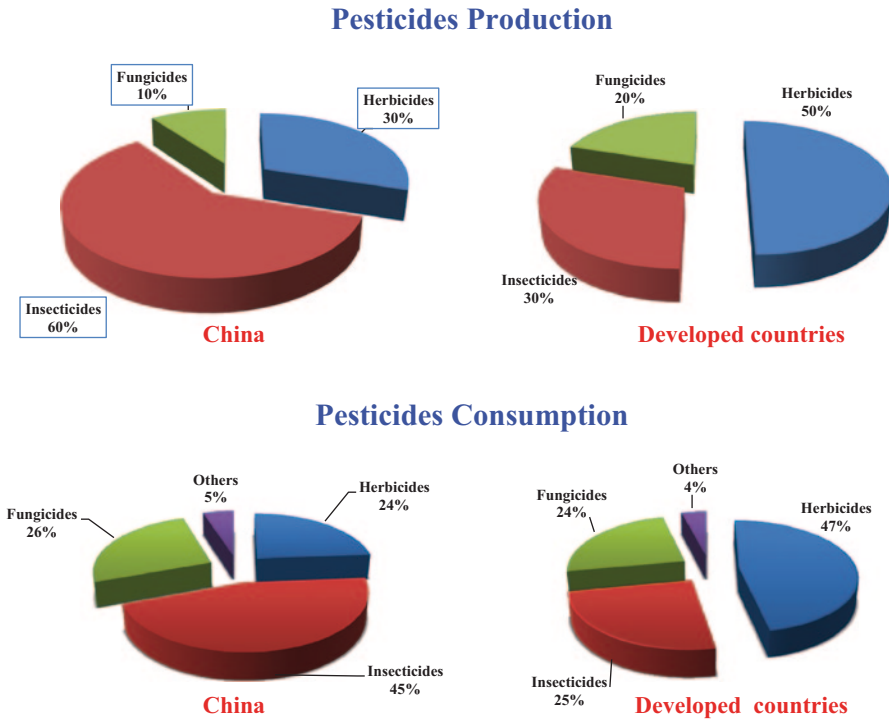 Pesticides Production
Fungicides
10%
Herbicides
30%
Insecticides
60%
China
Fungicides
20%
Herbicides
50%
Insecticides
30%
Developed countries
Pesticides Consumption
Others
5%
Herbicides
24%
Fungicides
26%
Insecticides
45%
China
Others
4%
Fungicides
24%
Herbicides
47%
Insecticides
25%
Developed countries